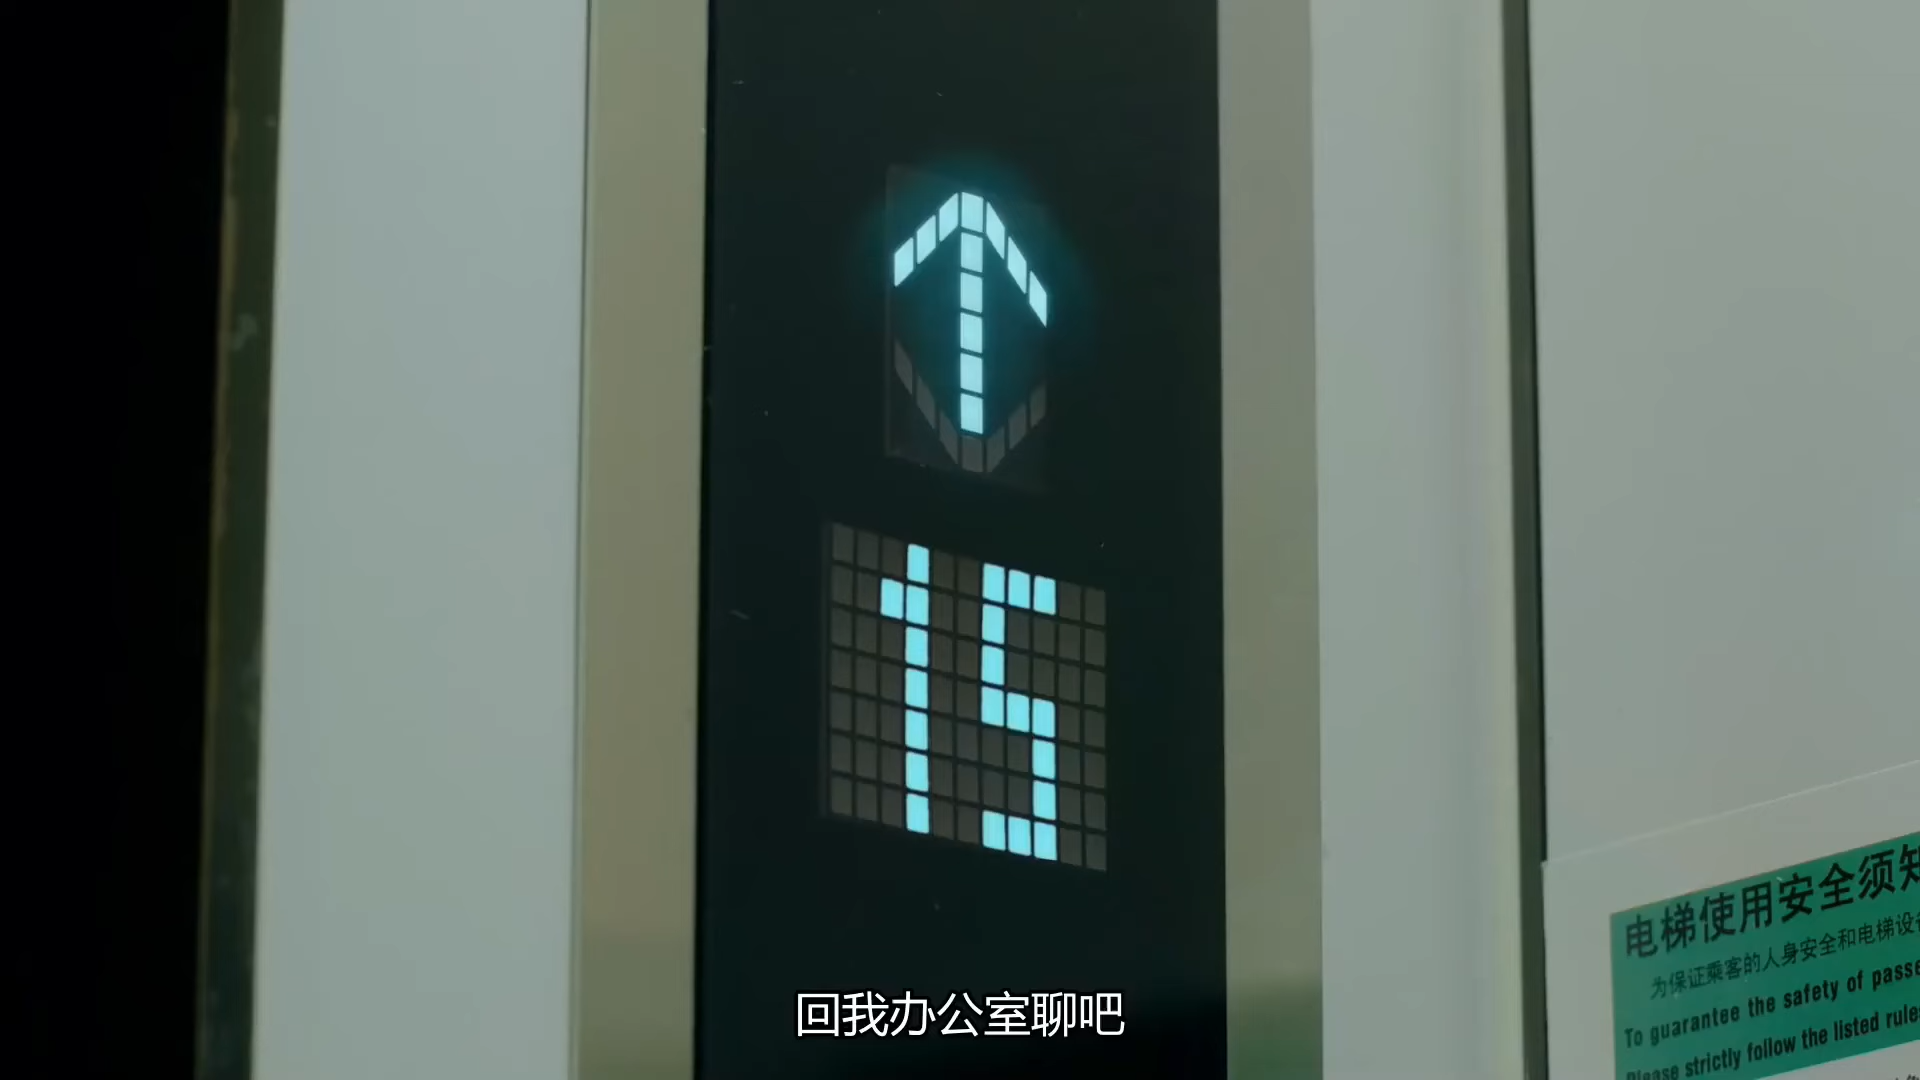 15
电梯使用安全须知
为保证乘客的人身安全和电梯设
To guarantee the safety of passe
Please strictly follow the listed rule
回我办公室聊吧